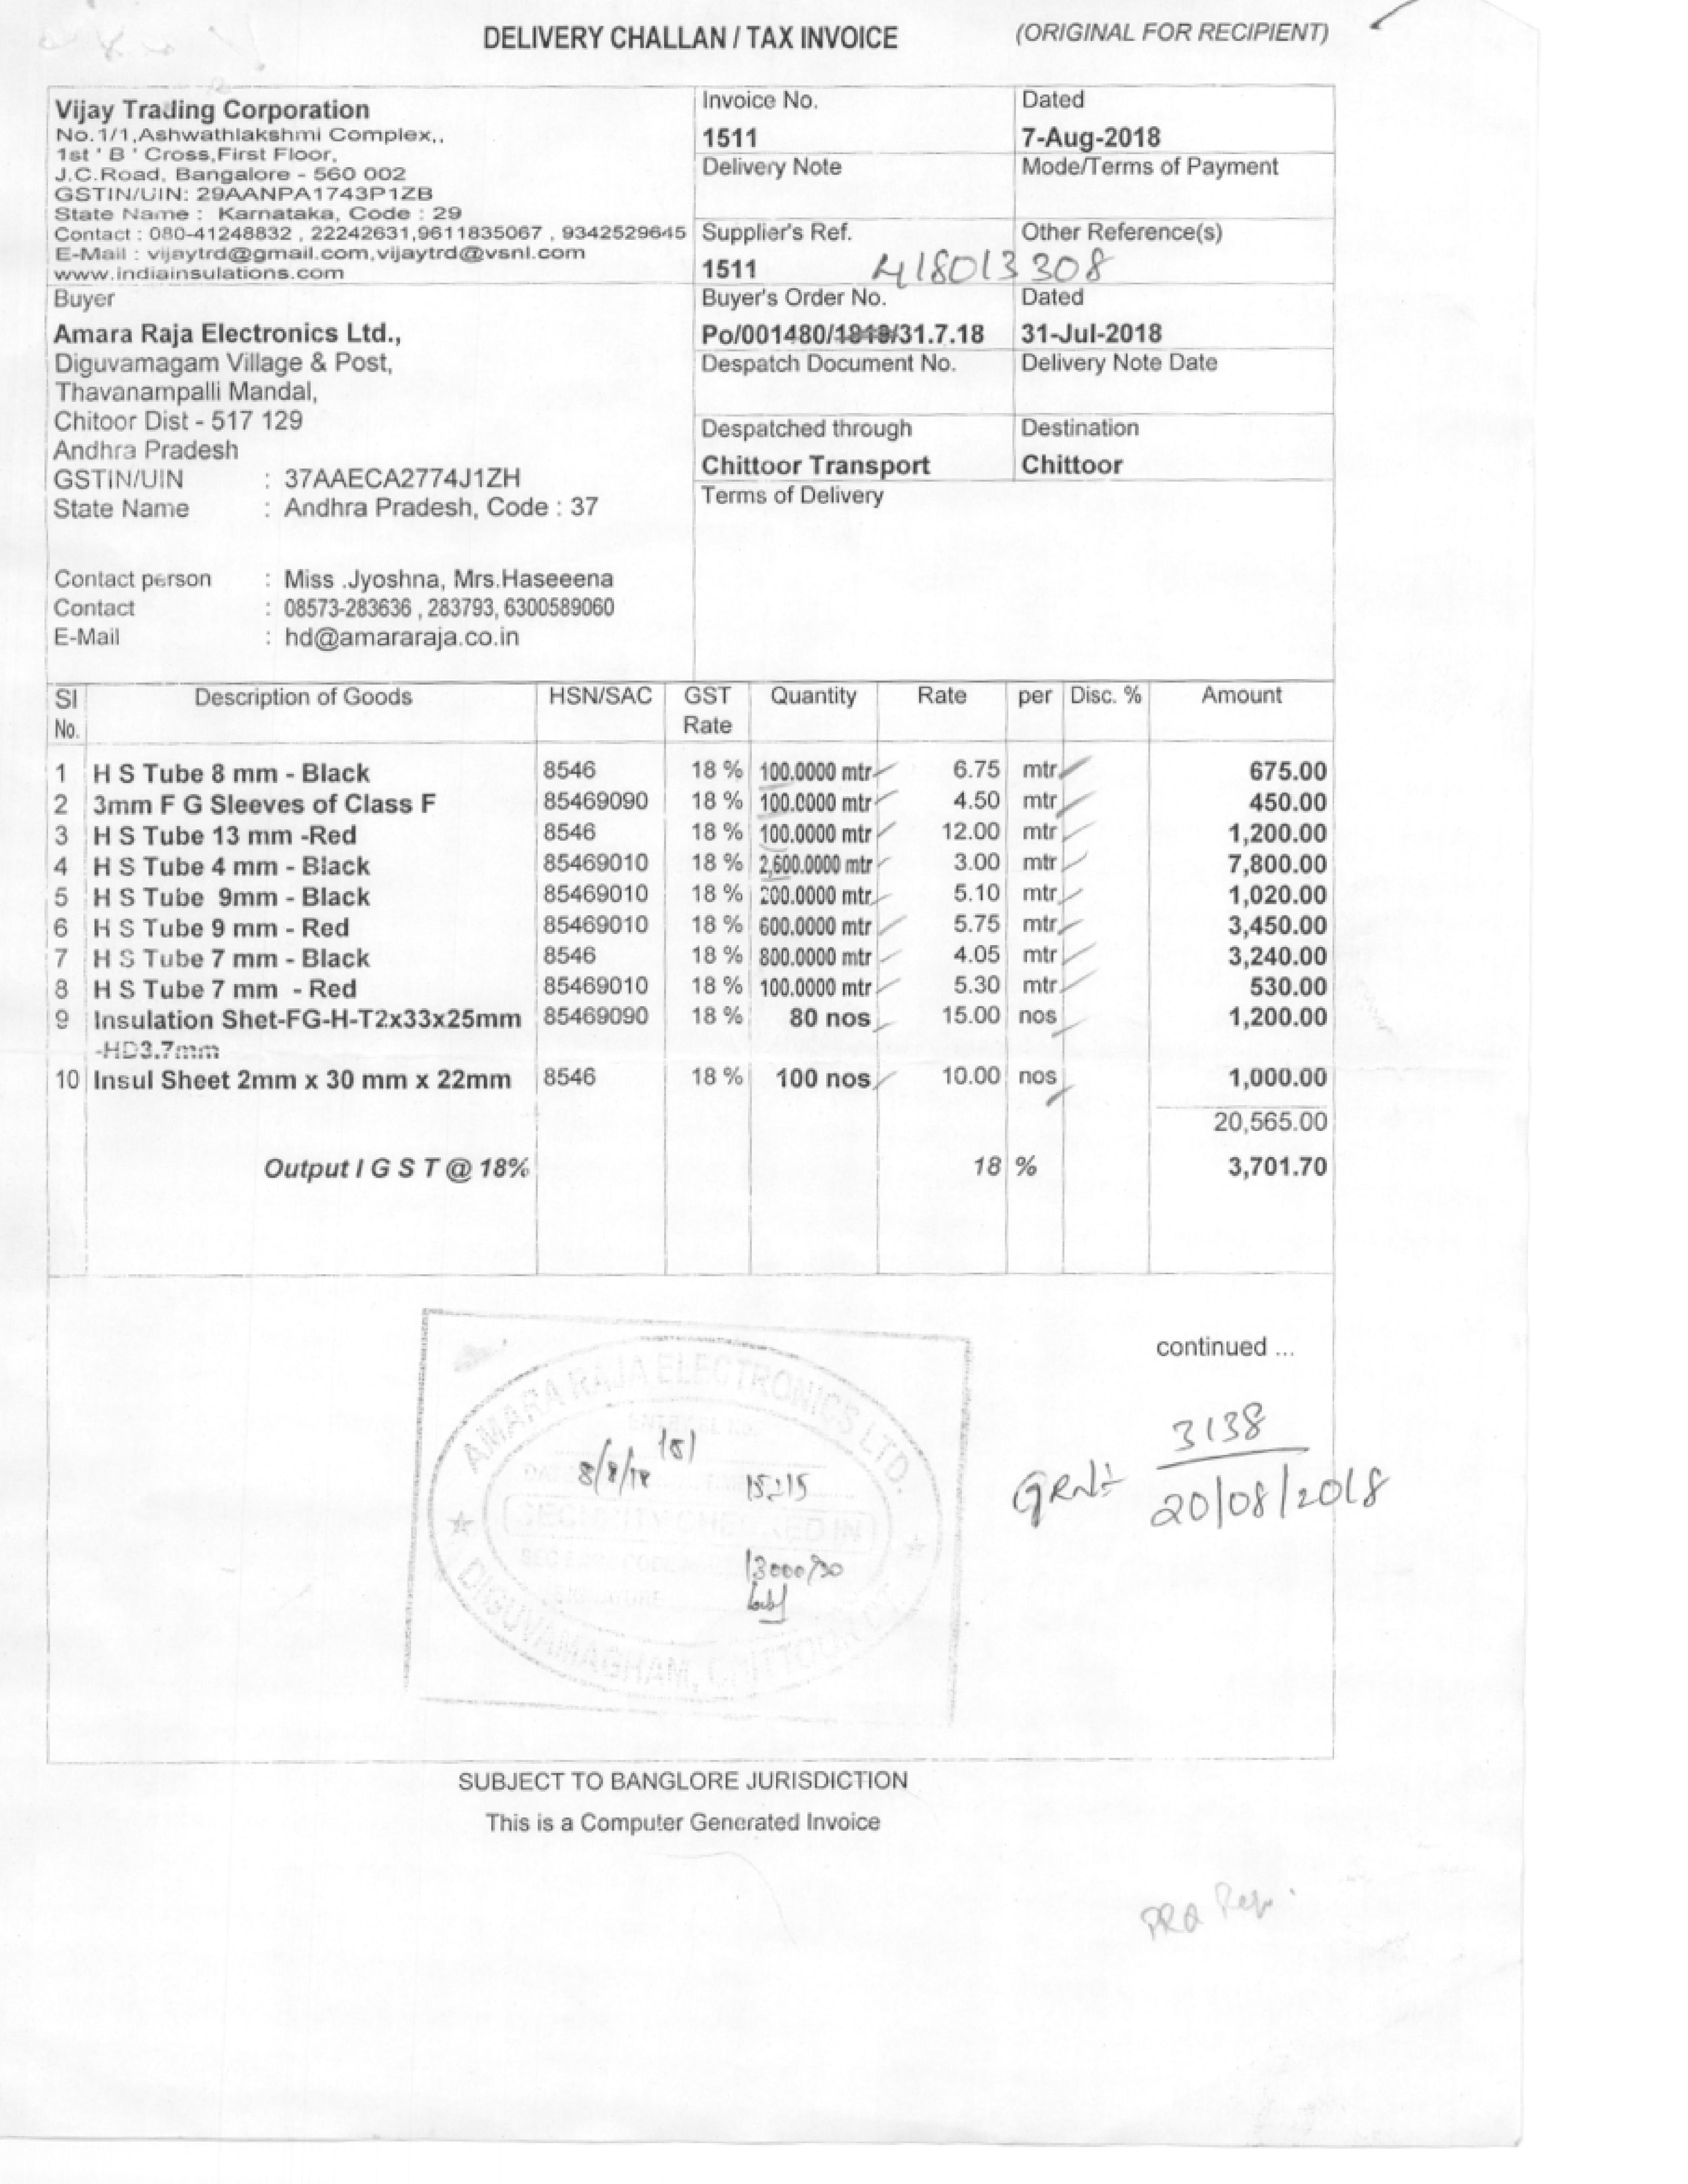 DELIVERY CHALLAN / TAX INVOICE
(ORIGINAL FOR RECIPIENT)
Vijay Trading Corporation
No.1/1,Ashwathlakshmi Complex,,
1st ' B ' Cross,First Floor,
J.C.Road, Bangalore - 560 002
GSTIN/UIN: 29AANPA1743P1ZB
State Name : Karnataka, Code : 29
Contact : 080-41248832 , 22242631,9611835067 , 9342529645
E-Mail : vijaytrd@gmail.com,vijaytrd@vsnl.com
www.indiainsulations.com
Invoice No.
1511
Dated
7-Aug-2018
Delivery Note
Mode/Terms of Payment
Supplier's Ref.
1511
Other Reference(s)
418013308
Buyer
Amara Raja Electronics Ltd.,
Diguvamagam Village & Post,
Thavanampalli Mandal,
Chitoor Dist - 517 129
Andhra Pradesh
GSTIN/UIN : 37AAECA2774J1ZH
State Name : Andhra Pradesh, Code : 37
Contact person : Miss .Jyoshna, Mrs.Haseeena
Contact : 08573-283636 , 283793, 6300589060
E-Mail : hd@amararaja.co.in
Buyer's Order No.
Po/001480/1819/31.7.18
Dated
31-Jul-2018
Despatch Document No.
Delivery Note Date
Despatched through
Chittoor Transport
Destination
Chittoor
Terms of Delivery
Sl No. Description of Goods HSN/SAC GST Rate Quantity Rate per Disc. % Amount
1 H S Tube 8 mm - Black 8546 18 % 100.0000 mtr 6.75 mtr 675.00
2 3mm F G Sleeves of Class F 85469090 18 % 100.0000 mtr 4.50 mtr 450.00
3 H S Tube 13 mm -Red 8546 18 % 100.0000 mtr 12.00 mtr 1,200.00
4 H S Tube 4 mm - Black 85469010 18 % 2,600.0000 mtr 3.00 mtr 7,800.00
5 H S Tube 9mm - Black 85469010 18 % 200.0000 mtr 5.10 mtr 1,020.00
6 H S Tube 9 mm - Red 85469010 18 % 600.0000 mtr 5.75 mtr 3,450.00
7 H S Tube 7 mm - Black 8546 18 % 800.0000 mtr 4.05 mtr 3,240.00
8 H S Tube 7 mm - Red 85469010 18 % 100.0000 mtr 5.30 mtr 530.00
9 Insulation Shet-FG-H-T2x33x25mm 85469090 18 % 80 nos 15.00 nos 1,200.00
-HD3.7mm
10 Insul Sheet 2mm x 30 mm x 22mm 8546 18 % 100 nos 10.00 nos 1,000.00
20,565.00
Output I G S T @ 18% 18 % 3,701.70
continued ...
AMARA RAJA ELECTRONICS LTD.
8/8/18
15:15
SECURITY CHECKED IN
DIGUVAMAGHAM, CHITTOOR
3138
GRN:
20/08/2018
SUBJECT TO BANGLORE JURISDICTION
This is a Computer Generated Invoice